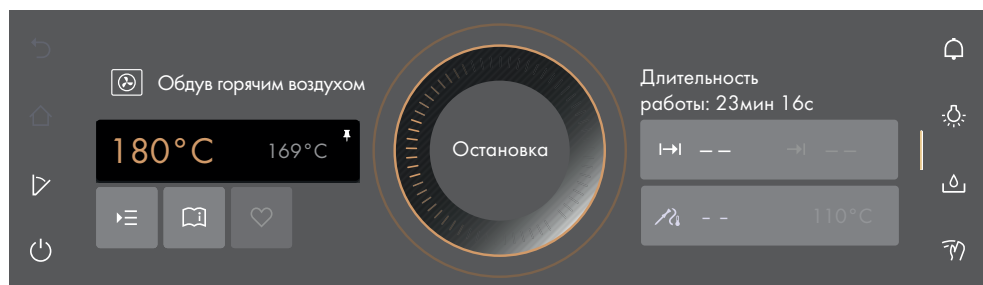 Обдув горячим воздухом
180°C 169°C
Остановка
Длительность
работы: 23мин 16с
-- --
-- 110°C